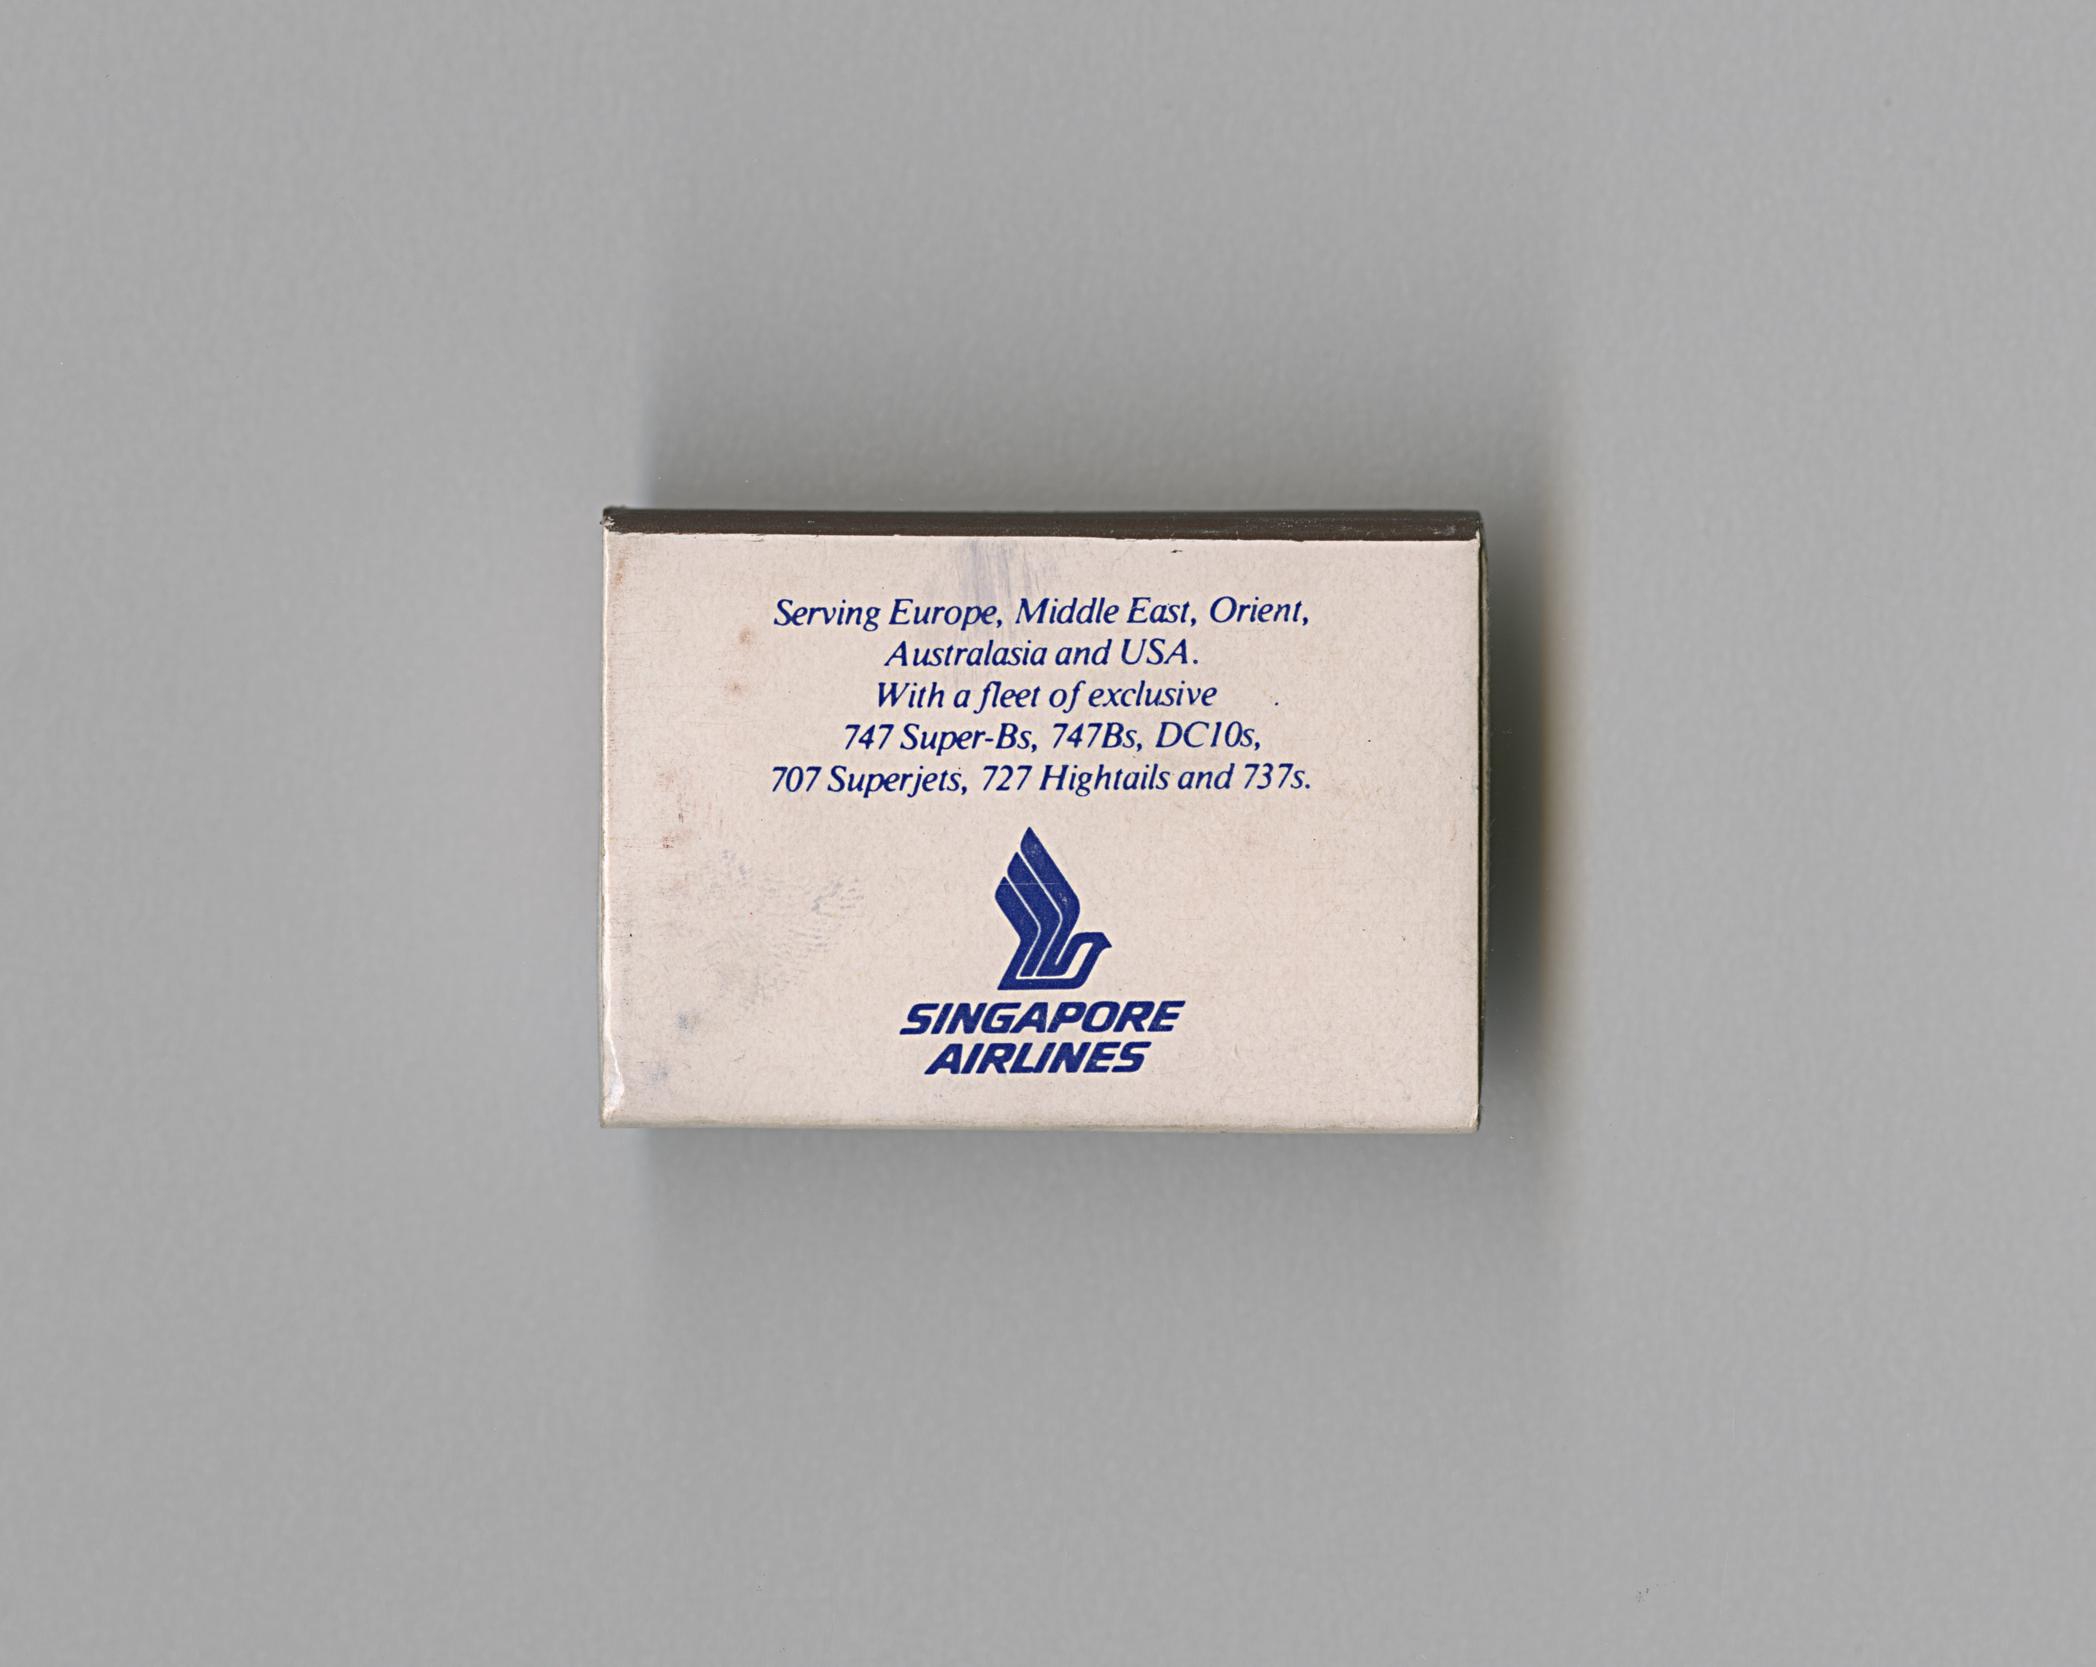 Serving Europe, Middle East, Orient,
Australasia and USA.
With a fleet of exclusive
747 Super-Bs, 747Bs, DC10s,
707 Superjets, 727 Hightails and 737s.
SINGAPORE
AIRLINES